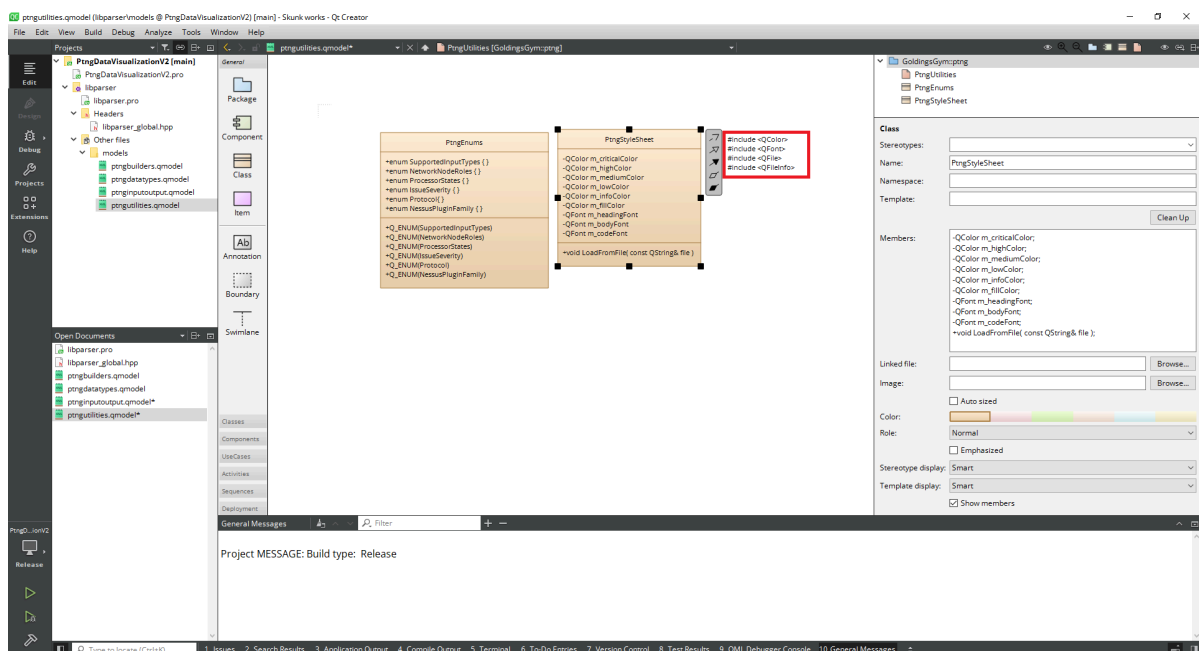 ptngutilities.qmodel (libparser\models @ PtngDataVisualizationV2) [main] - Skunk works - Qt Creator
File Edit View Build Debug Analyze Tools Window Help
Projects
ptngutilities.qmodel*
PtngUtilities [GoldingsGym::ptng]
Edit
Design
Debug
Projects
Extensions
Help
PtngDataVisualizationV2 [main]
PtngDataVisualizationV2.pro
libparser
libparser.pro
Headers
libparser_global.hpp
Other files
models
ptngbuilders.qmodel
ptngdatatypes.qmodel
ptnginputoutput.qmodel
ptngutilities.qmodel
Open Documents
libparser.pro
libparser_global.hpp
ptngbuilders.qmodel
ptngdatatypes.qmodel
ptnginputoutput.qmodel*
ptngutilities.qmodel*
General
Package
Component
Class
Item
Ab
Annotation
Boundary
Swimlane
Classes
Components
UseCases
Activities
Sequences
Deployment
PtngEnums
+enum SupportedInputTypes { }
+enum NetworkNodeRoles { }
+enum ProcessorStates { }
+enum IssueSeverity { }
+enum Protocol{ }
+enum NessusPluginFamily { }
+Q_ENUM(SupportedInputTypes)
+Q_ENUM(NetworkNodeRoles)
+Q_ENUM(ProcessorStates)
+Q_ENUM(IssueSeverity)
+Q_ENUM(Protocol)
+Q_ENUM(NessusPluginFamily)
PtngStyleSheet
-QColor m_criticalColor
-QColor m_highColor
-QColor m_mediumColor
-QColor m_lowColor
-QColor m_infoColor
-QColor m_fillColor
-QFont m_headingFont
-QFont m_bodyFont
-QFont m_codeFont
+void LoadFromFile( const QString& file )
#include <QColor>
#include <QFont>
#include <QFile>
#include <QFileInfo>
GoldingsGym::ptng
PtngUtilities
PtngEnums
PtngStyleSheet
Class
Stereotypes:
Name: PtngStyleSheet
Namespace:
Template:
Clean Up
Members:
-QColor m_criticalColor;
-QColor m_highColor;
-QColor m_mediumColor;
-QColor m_lowColor;
-QColor m_infoColor;
-QColor m_fillColor;
-QFont m_headingFont;
-QFont m_bodyFont;
-QFont m_codeFont;
+void LoadFromFile( const QString& file );
Linked file: Browse...
Image: Browse...
Auto sized
Color:
Role: Normal
Emphasized
Stereotype display: Smart
Template display: Smart
Show members
General Messages
Filter
Project MESSAGE: Build type: Release
PtngD...ionV2
Release
Type to locate (Ctrl+K)
1 Issues 2 Search Results 3 Application Output 4 Compile Output 5 Terminal 6 To-Do Entries 7 Version Control 8 Test Results 9 QML Debugger Console 10 General Messages